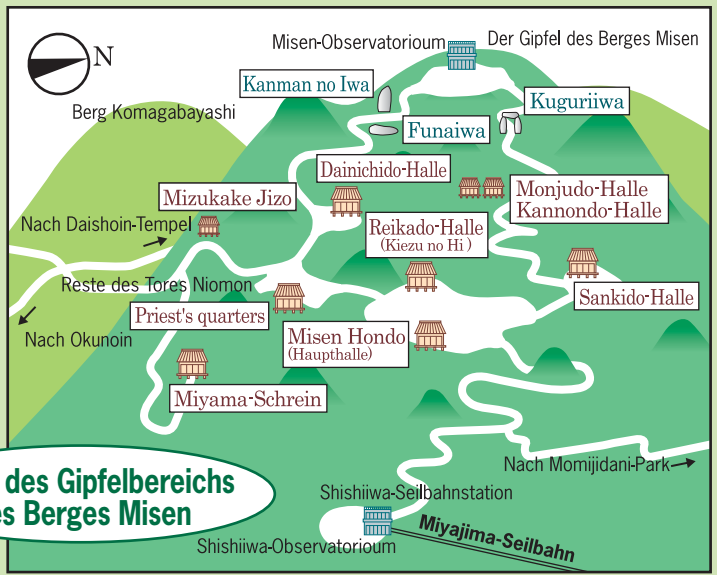 N
Misen-Observatorioum
Der Gipfel des Berges Misen
Kanman no Iwa
Kuguriiwa
Berg Komagabayashi
Funaiwa
Dainichido-Halle
Mizukake Jizo
Monjudo-Halle
Kannondo-Halle
Nach Daishoin-Tempel
Reikado-Halle
(Kiezu no Hi )
Reste des Tores Niomon
Sankido-Halle
Priest's quarters
Nach Okunoin
Misen Hondo
(Haupthalle)
Miyama-Schrein
des Gipfelbereichs
es Berges Misen
Nach Momijidani-Park
Shishiiwa-Seilbahnstation
Miyajima-Seilbahn
Shishiiwa-Observatorioum